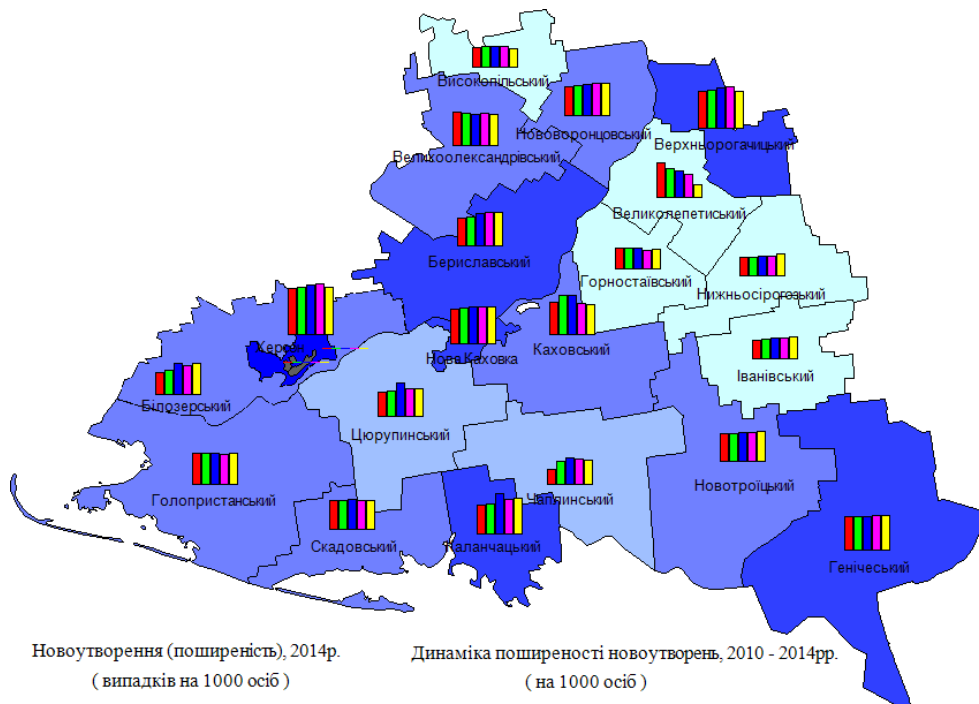 Високопільський
Нововоронцовський
Верхньорогачицький
Великоолександрівський
Великолепетиський
Бериславський
Горностаївський
Нижньосірогозький
Херсон
Нова Каховка
Каховський
Іванівський
Білозерський
Цюрупинський
Голопристанський
Чаплинський
Новотроїцький
Скадовський
Каланчацький
Генічеський
Новоутворення (поширеність), 2014р.
( випадків на 1000 осіб )
Динаміка поширеності новоутворень, 2010 - 2014рр.
( на 1000 осіб )